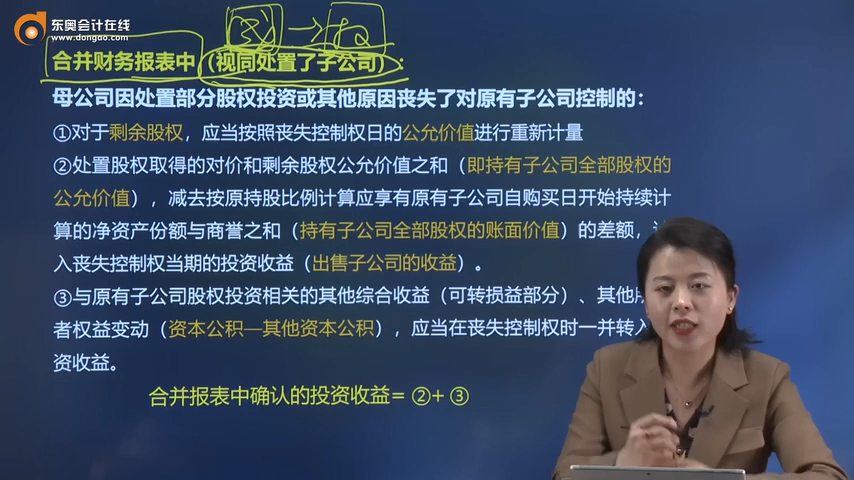 东奥会计在线
www.dongao.com
合并财务报表中（视同处置了子公司）：
母公司因处置部分股权投资或其他原因丧失了对原有子公司控制的：
①对于剩余股权，应当按照丧失控制权日的公允价值进行重新计量
②处置股权取得的对价和剩余股权公允价值之和（即持有子公司全部股权的
公允价值），减去按原持股比例计算应享有原有子公司自购买日开始持续计
算的净资产份额与商誉之和（持有子公司全部股权的账面价值）的差额，
入丧失控制权当期的投资收益（出售子公司的收益）。
③与原有子公司股权投资相关的其他综合收益（可转损益部分）、其他
者权益变动（资本公积—其他资本公积），应当在丧失控制权时一并转入
资收益。
合并报表中确认的投资收益= ②+ ③